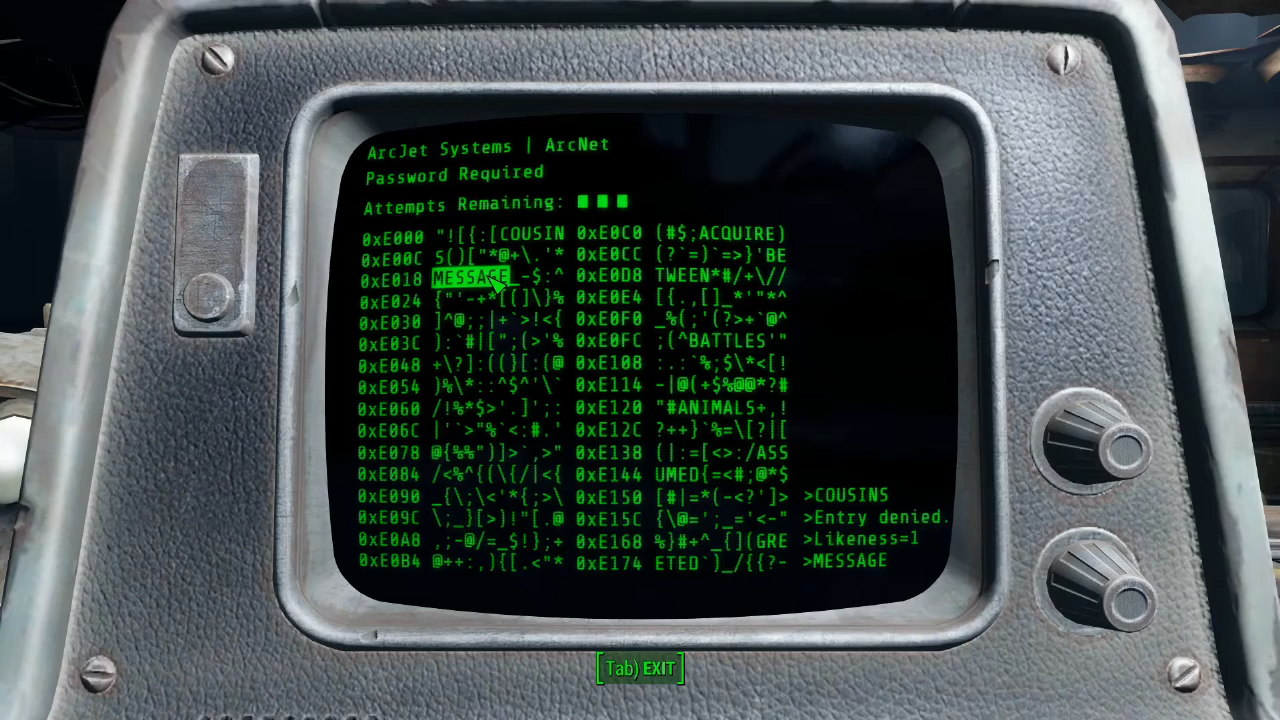 ArcJet Systems | ArcNet
Password Required
Attempts Remaining: ■ ■ ■
0xE000 "![{:[COUSIN 0xE0C0 (#$;ACQUIRE)
0xE00C S()["*@+\.'* 0xE0CC (?`=)`=>}'BE
0xE018 MESSAGE_-$:^ 0xE0D8 TWEEN*#/+\//
0xE024 {"'-+*[(]\}% 0xE0E4 [{.,[]_*'"*^
0xE030 ]^@;;|+`>!<{ 0xE0F0 _%(;'(?>+`@^
0xE03C ):`#|[";(>'% 0xE0FC ;(^BATTLES'"
0xE048 +\?]:((}[:(@ 0xE108 :.:`%;$\*<[!
0xE054 )%\*::^$^'\` 0xE114 -|@(+$%@@*?#
0xE060 /!%*$>'.]';: 0xE120 "#ANIMALS+,!
0xE06C |'`>"%`<:#.' 0xE12C ?++}`%=\[?|[
0xE078 @{%%")]>`,>" 0xE138 (|:=[<>:/ASS
0xE084 /<%^{(\{/|<{ 0xE144 UMED{=<#;@*$
0xE090 _{\;\<'*{;>\ 0xE150 [#|=*(-<?']> >COUSINS
0xE09C \;_}[>)!"[.@ 0xE15C {\@=';_='<-" >Entry denied.
0xE0A8 ,;-@/=_$!};+ 0xE168 %}#+^_{](GRE >Likeness=1
0xE0B4 @++:,){[.<"* 0xE174 ETED`)_/{{?- >MESSAGE
[Tab) EXIT]